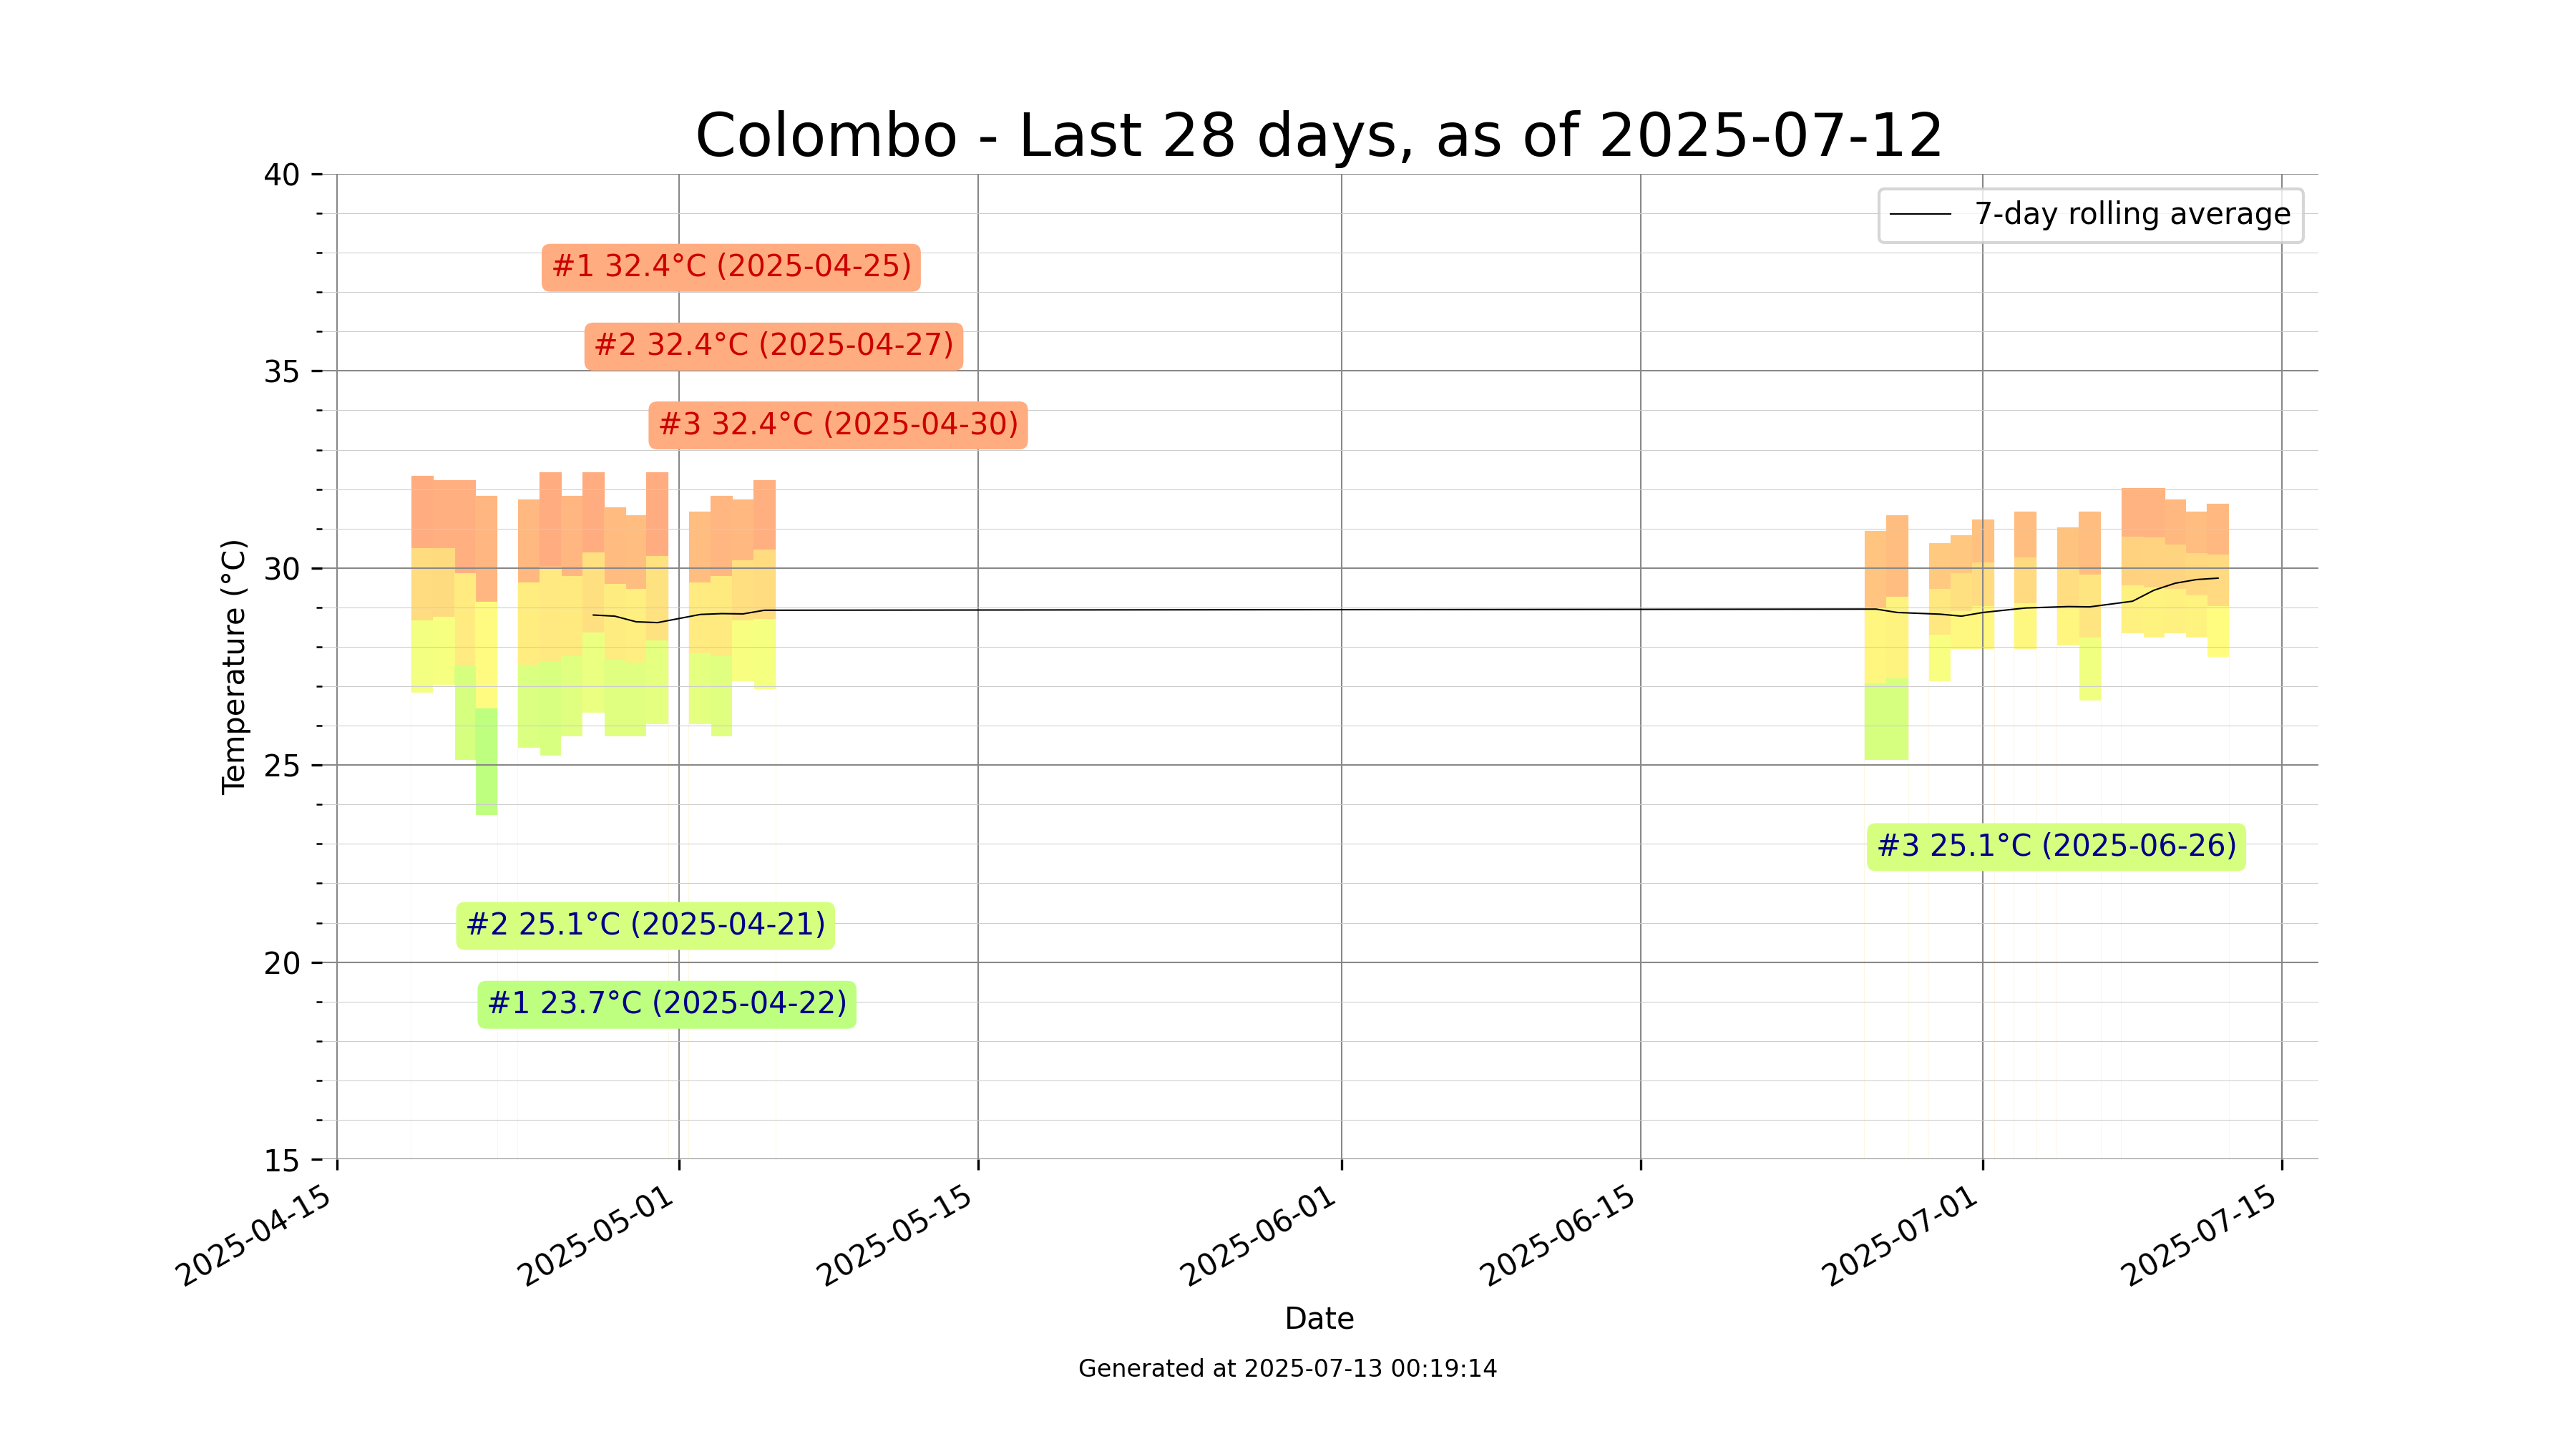 Colombo - Last 28 days, as of 2025-07-12
7-day rolling average
#1 32.4°C (2025-04-25)
#2 32.4°C (2025-04-27)
#3 32.4°C (2025-04-30)
#3 25.1°C (2025-06-26)
#2 25.1°C (2025-04-21)
#1 23.7°C (2025-04-22)
Temperature (°C)
40
35
30
25
20
15
2025-04-15
2025-05-01
2025-05-15
2025-06-01
2025-06-15
2025-07-01
2025-07-15
Date
Generated at 2025-07-13 00:19:14